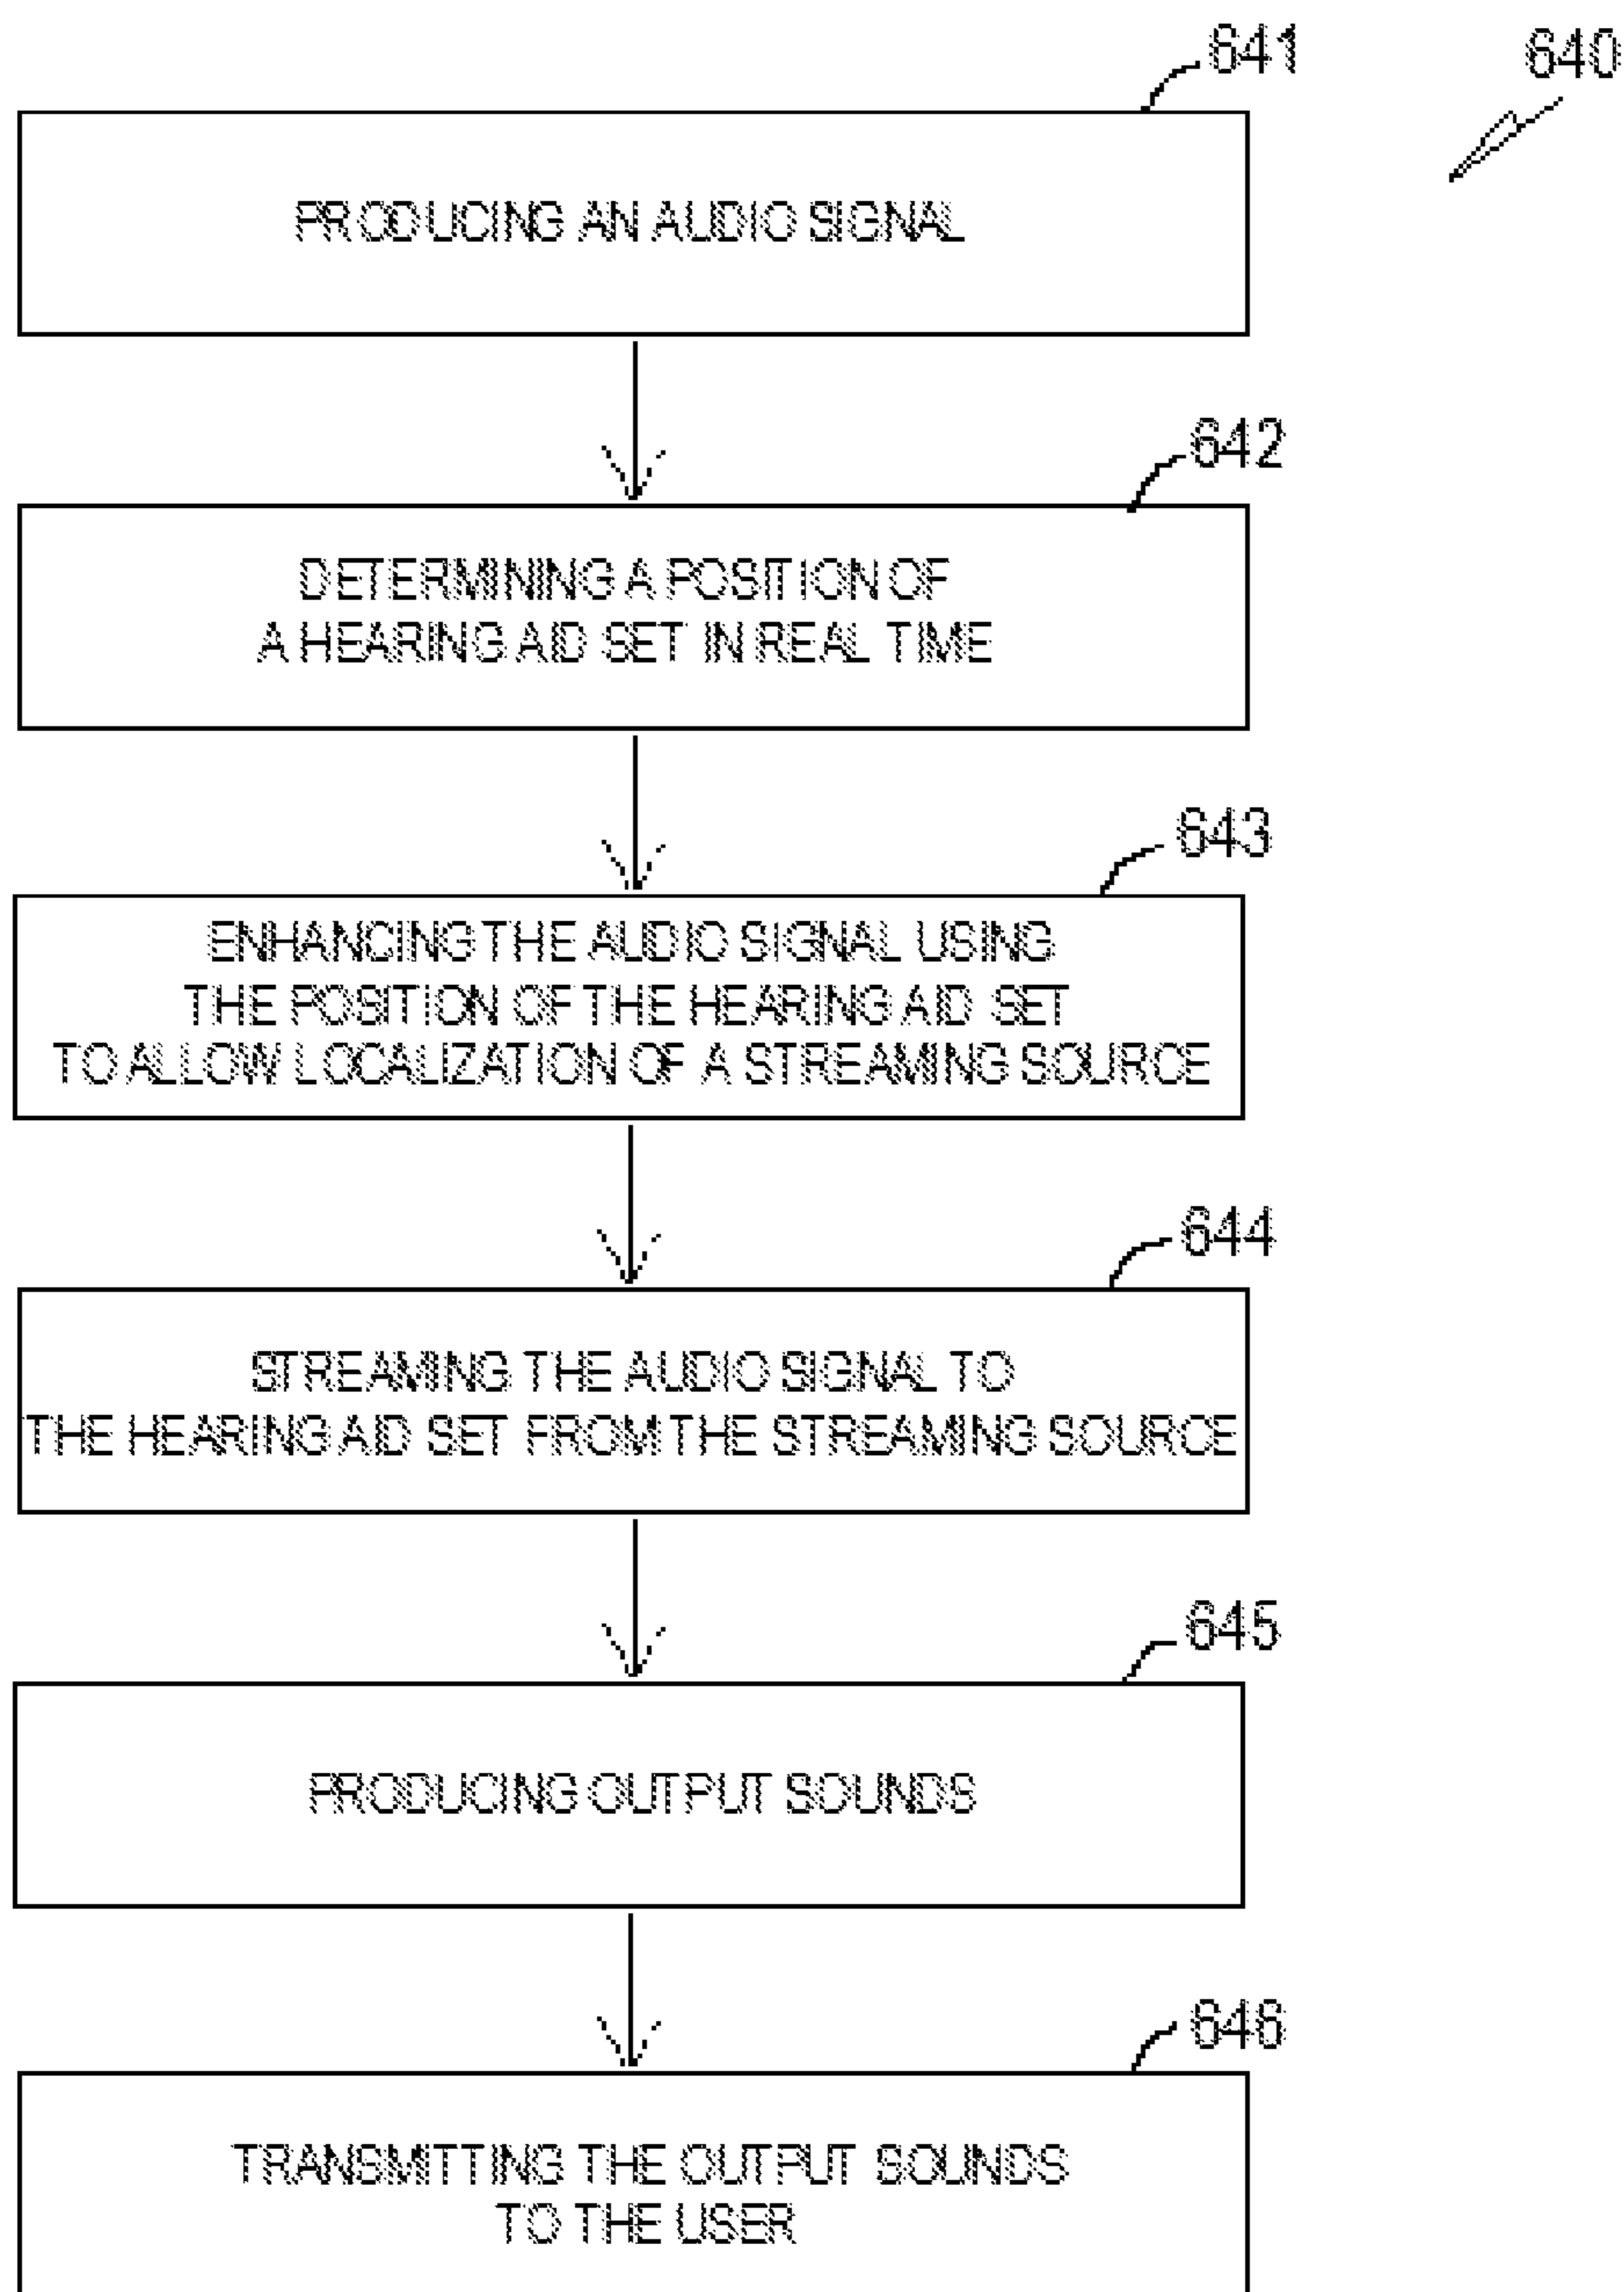 641
640
PRODUCING AN AUDIO SIGNAL
642
DETERMINING A POSITION OF
A HEARING AID SET IN REAL TIME
643
ENHANCING THE AUDIO SIGNAL USING
THE POSITION OF THE HEARING AID SET
TO ALLOW LOCALIZATION OF A STREAMING SOURCE
644
STREAMING THE AUDIO SIGNAL TO
THE HEARING AID SET FROM THE STREAMING SOURCE
645
PRODUCING OUTPUT SOUNDS
646
TRANSMITTING THE OUTPUT SOUNDS
TO THE USER